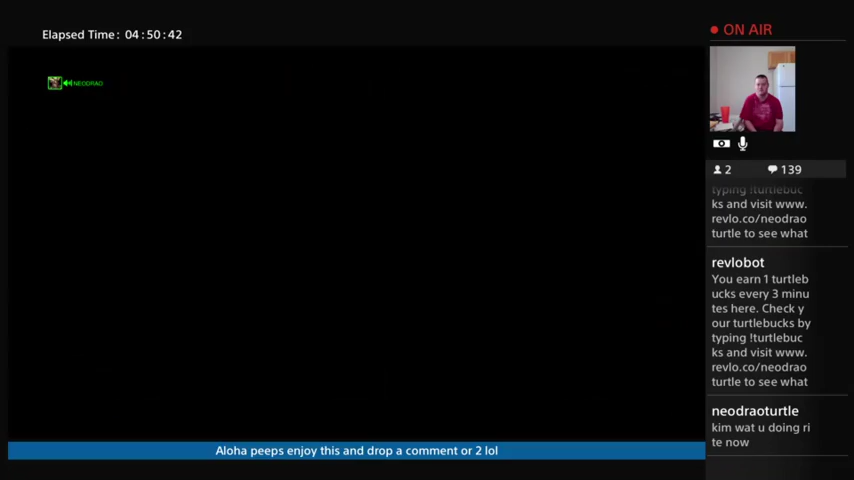 Elapsed Time: 04:50:42
ON AIR
NEODRAO
2 139
typing !turtlebuc
ks and visit www.
revlo.co/neodrao
turtle to see what
revlobot
You earn 1 turtleb
ucks every 3 minu
tes here. Check y
our turtlebucks by
typing !turtlebuc
ks and visit www.
revlo.co/neodrao
turtle to see what
neodraoturtle
kim wat u doing ri
te now
Aloha peeps enjoy this and drop a comment or 2 lol